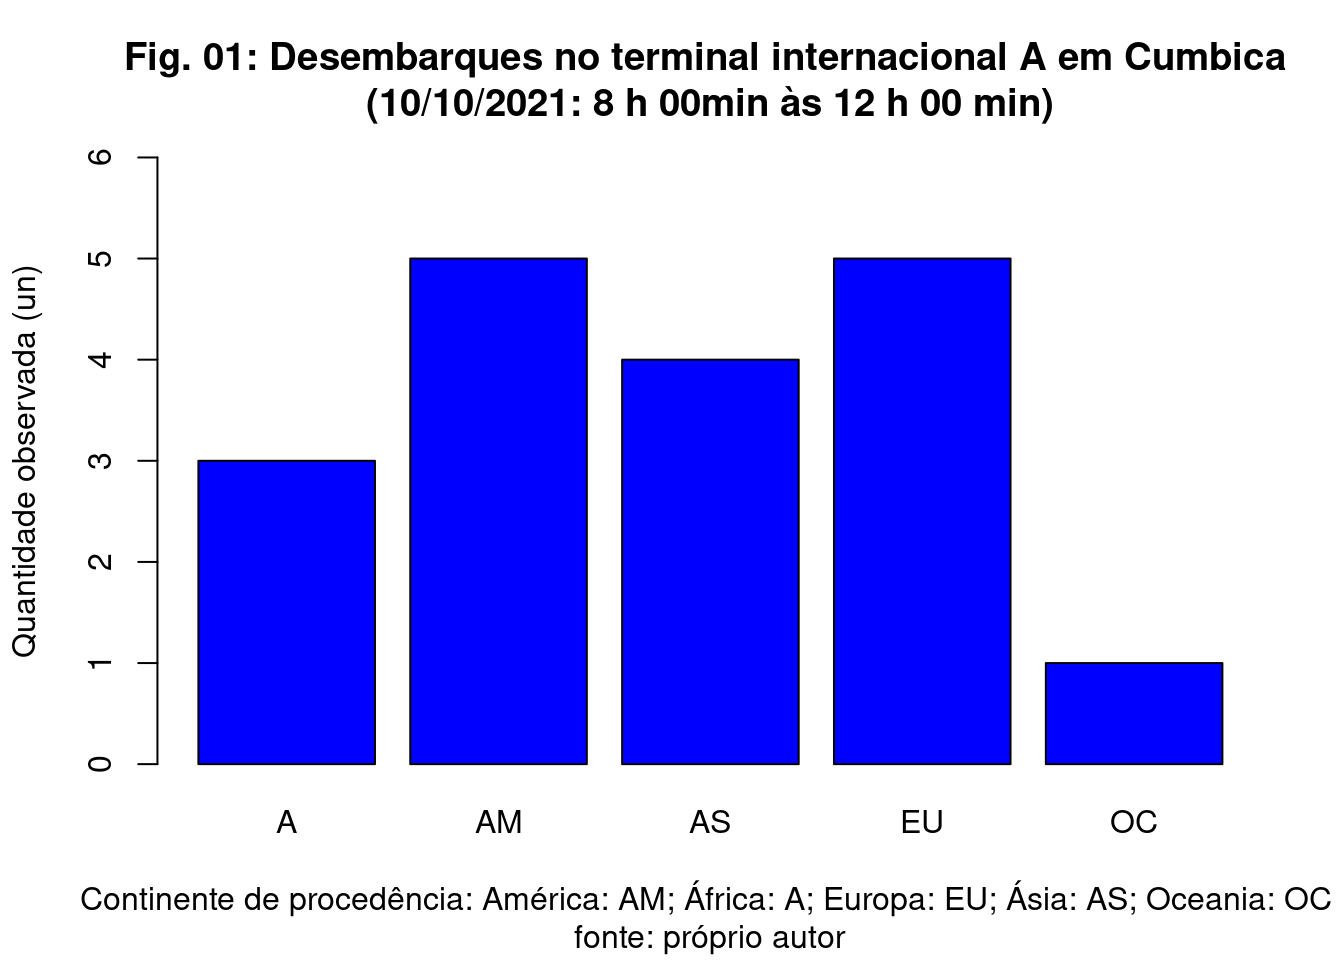 Fig. 01: Desembarques no terminal internacional A em Cumbica
(10/10/2021: 8 h 00min às 12 h 00 min)
Quantidade observada (un)
6
5
4
3
2
1
0
A AM AS EU OC
Continente de procedência: América: AM; África: A; Europa: EU; Ásia: AS; Oceania: OC
fonte: próprio autor